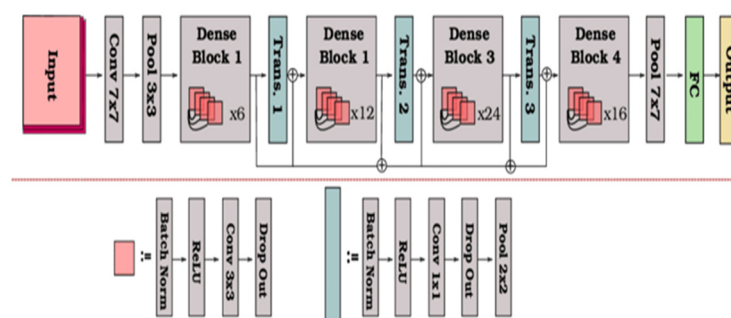 Input
Conv 7x7
Pool 3x3
Dense
Block 1
x6
Trans. 1
Dense
Block 1
x12
Trans. 2
Dense
Block 3
x24
Trans. 3
Dense
Block 4
x16
Pool 7x7
FC
Output
:=
Batch Norm
ReLU
Conv 3x3
Drop Out
:=
Batch Norm
ReLU
Conv 1x1
Drop Out
Pool 2x2